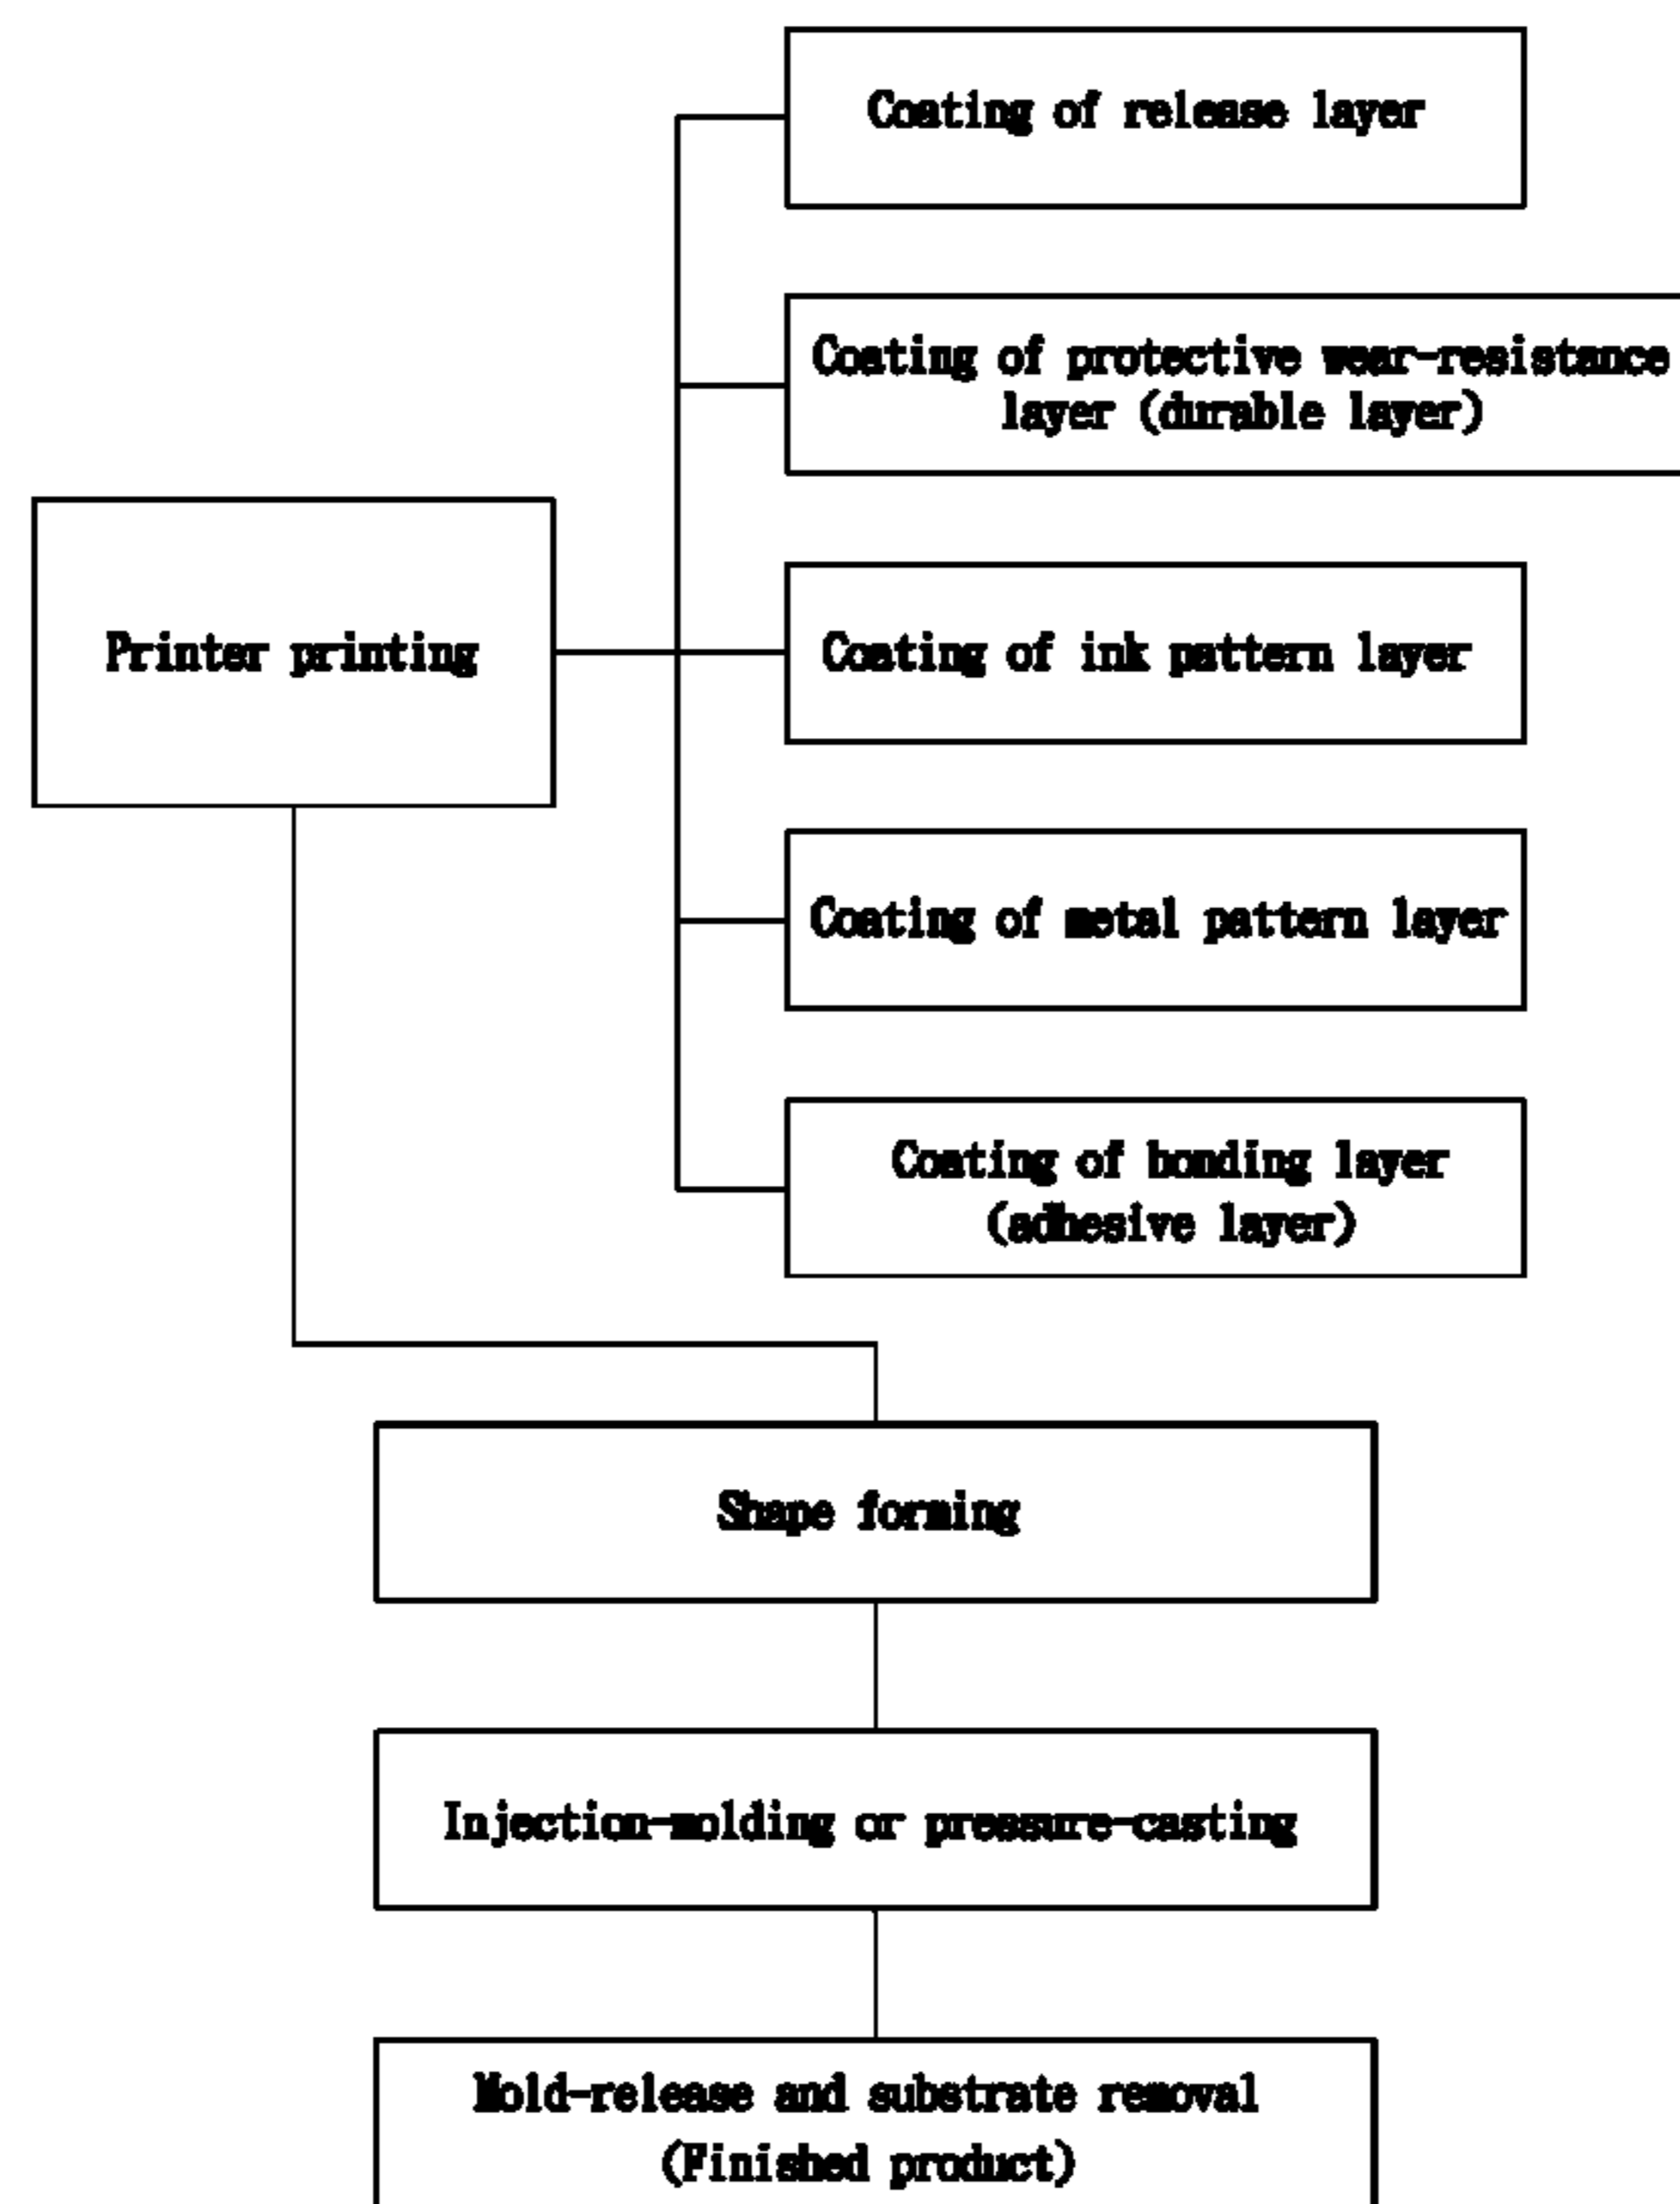 Coating of release layer
Coating of protective wear-resistance
layer (durable layer)
Printer printing
Coating of ink pattern layer
Coating of metal pattern layer
Coating of bonding layer
(adhesive layer)
Shape forming
Injection-molding or pressure-casting
Mold-release and substrate removal
(Finished product)